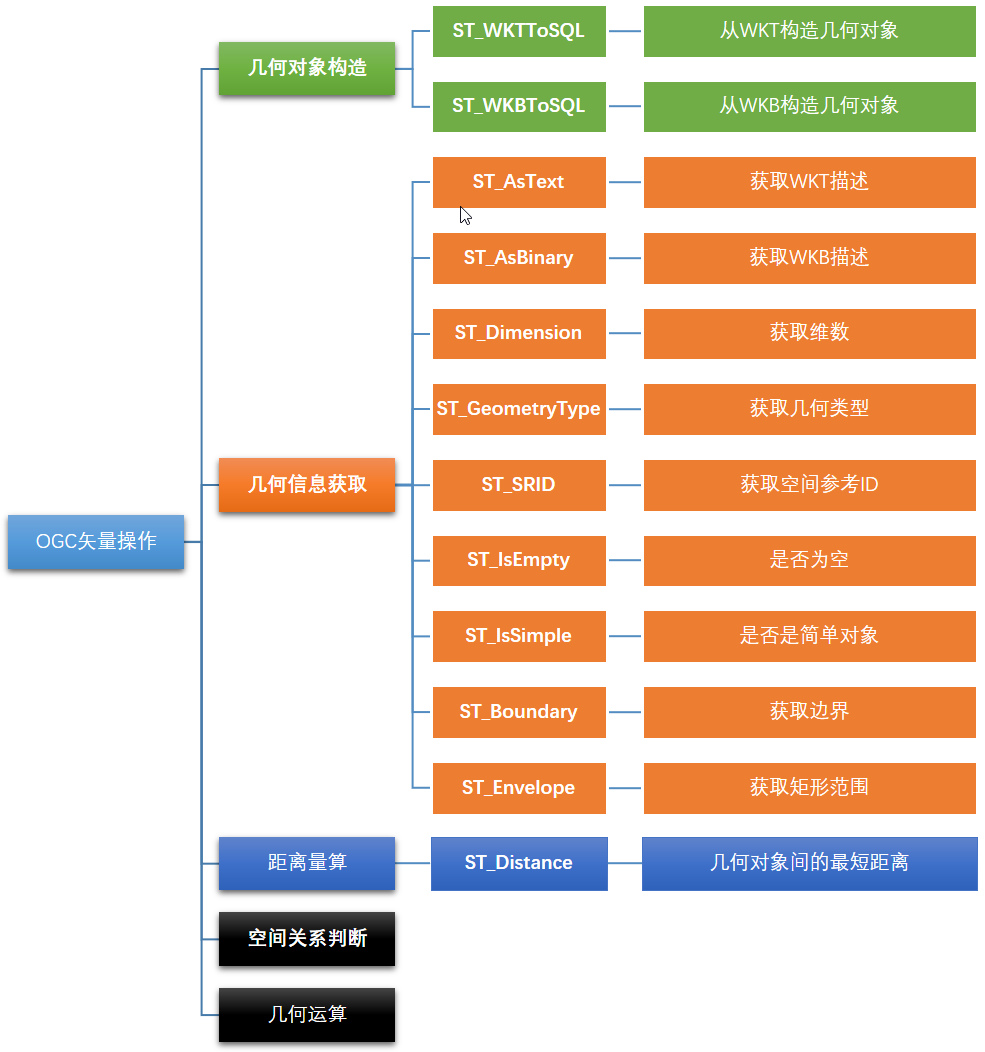 OGC矢量操作
几何对象构造
ST_WKTToSQL
从WKT构造几何对象
ST_WKBToSQL
从WKB构造几何对象
几何信息获取
ST_AsText
获取WKT描述
ST_AsBinary
获取WKB描述
ST_Dimension
获取维数
ST_GeometryType
获取几何类型
ST_SRID
获取空间参考ID
ST_IsEmpty
是否为空
ST_IsSimple
是否是简单对象
ST_Boundary
获取边界
ST_Envelope
获取矩形范围
距离量算
ST_Distance
几何对象间的最短距离
空间关系判断
几何运算